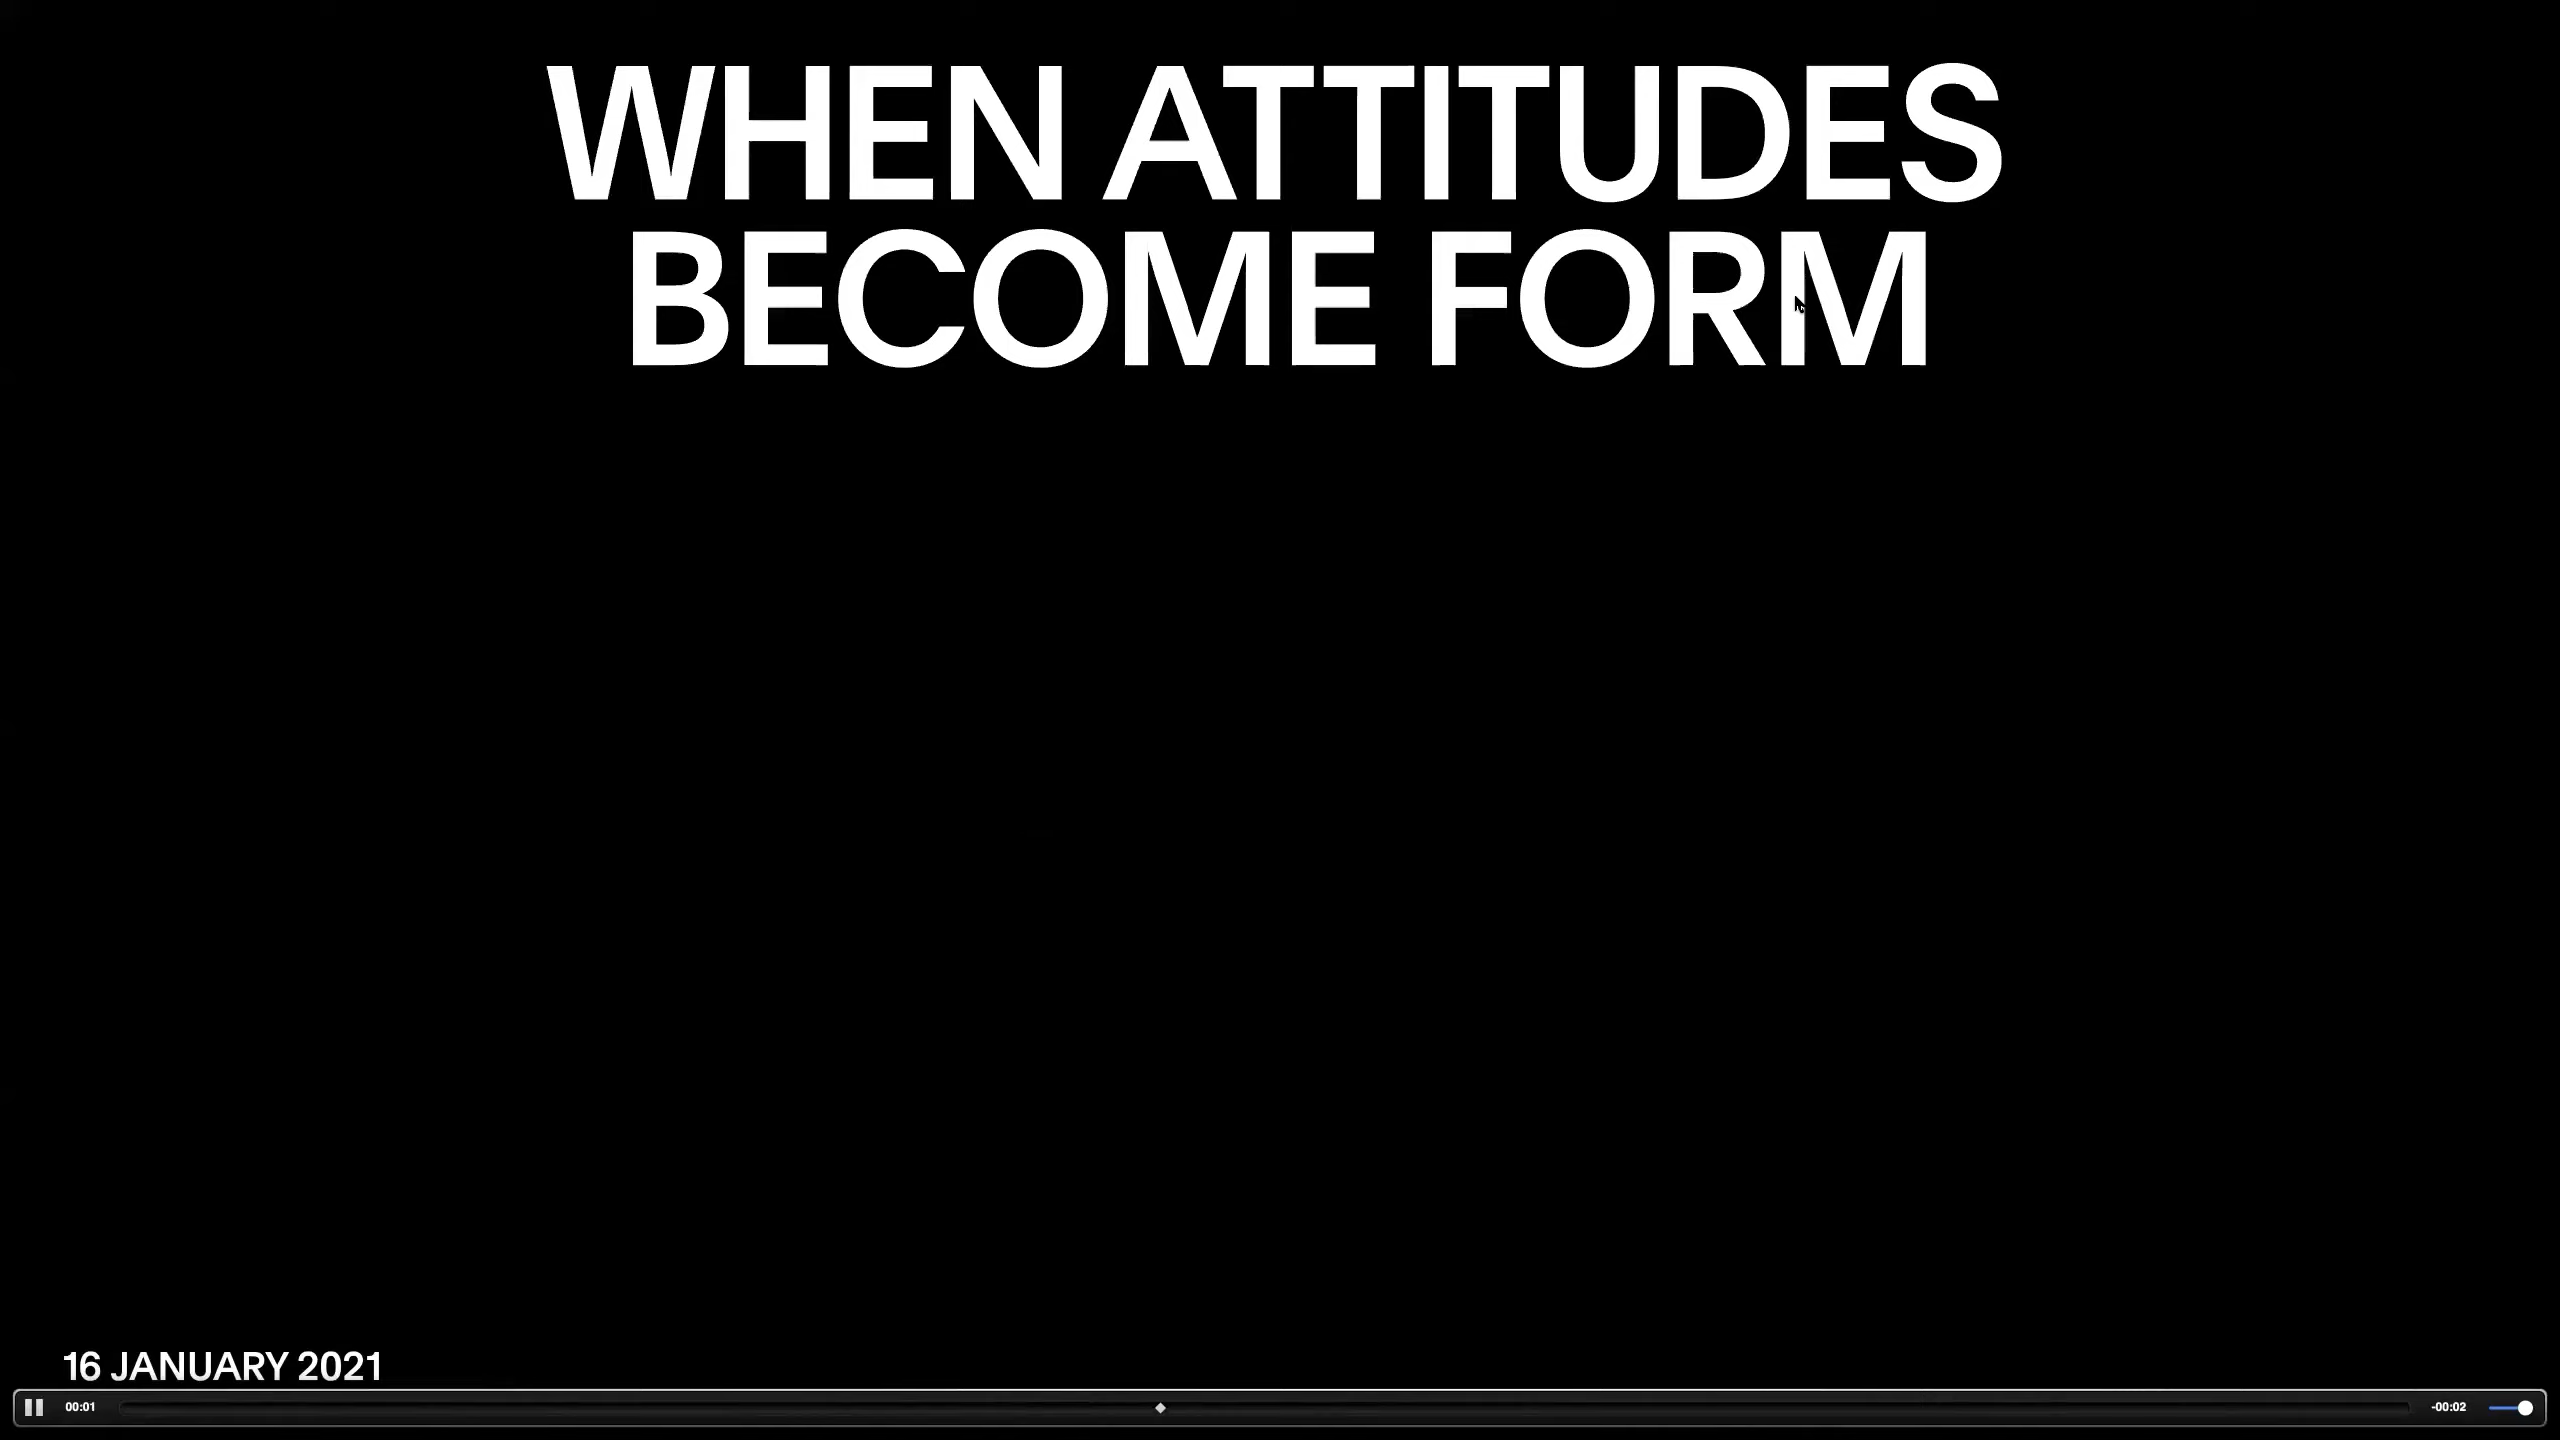 WHEN ATTITUDES
BECOME FORM
16 JANUARY 2021
00:01
-00:02